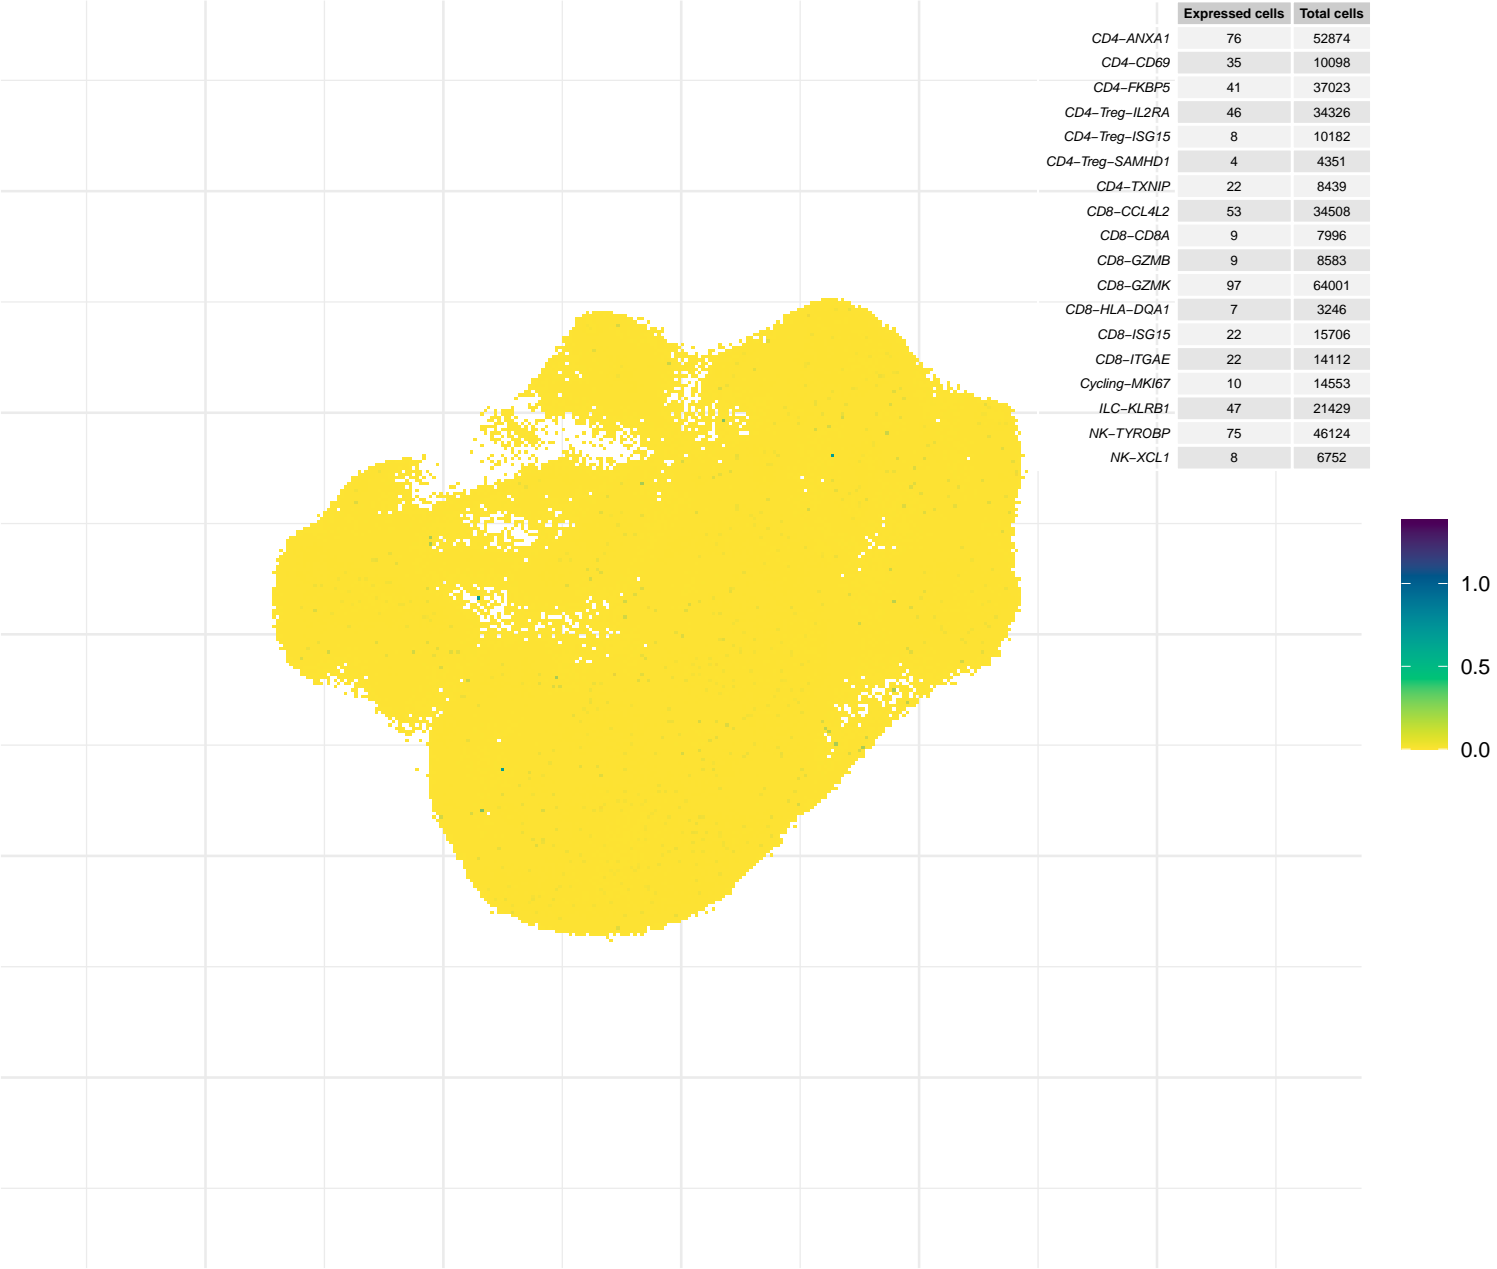 Expressed cells Total cells
CD4−ANXA1 76 52874
CD4−CD69 35 10098
CD4−FKBP5 41 37023
CD4−Treg−IL2RA 46 34326
CD4−Treg−ISG15 8 10182
CD4−Treg−SAMHD1 4 4351
CD4−TXNIP 22 8439
CD8−CCL4L2 53 34508
CD8−CD8A 9 7996
CD8−GZMB 9 8583
CD8−GZMK 97 64001
CD8−HLA−DQA1 7 3246
CD8−ISG15 22 15706
CD8−ITGAE 22 14112
Cycling−MKI67 10 14553
ILC−KLRB1 47 21429
NK−TYROBP 75 46124
NK−XCL1 8 6752
1.0
0.5
0.0